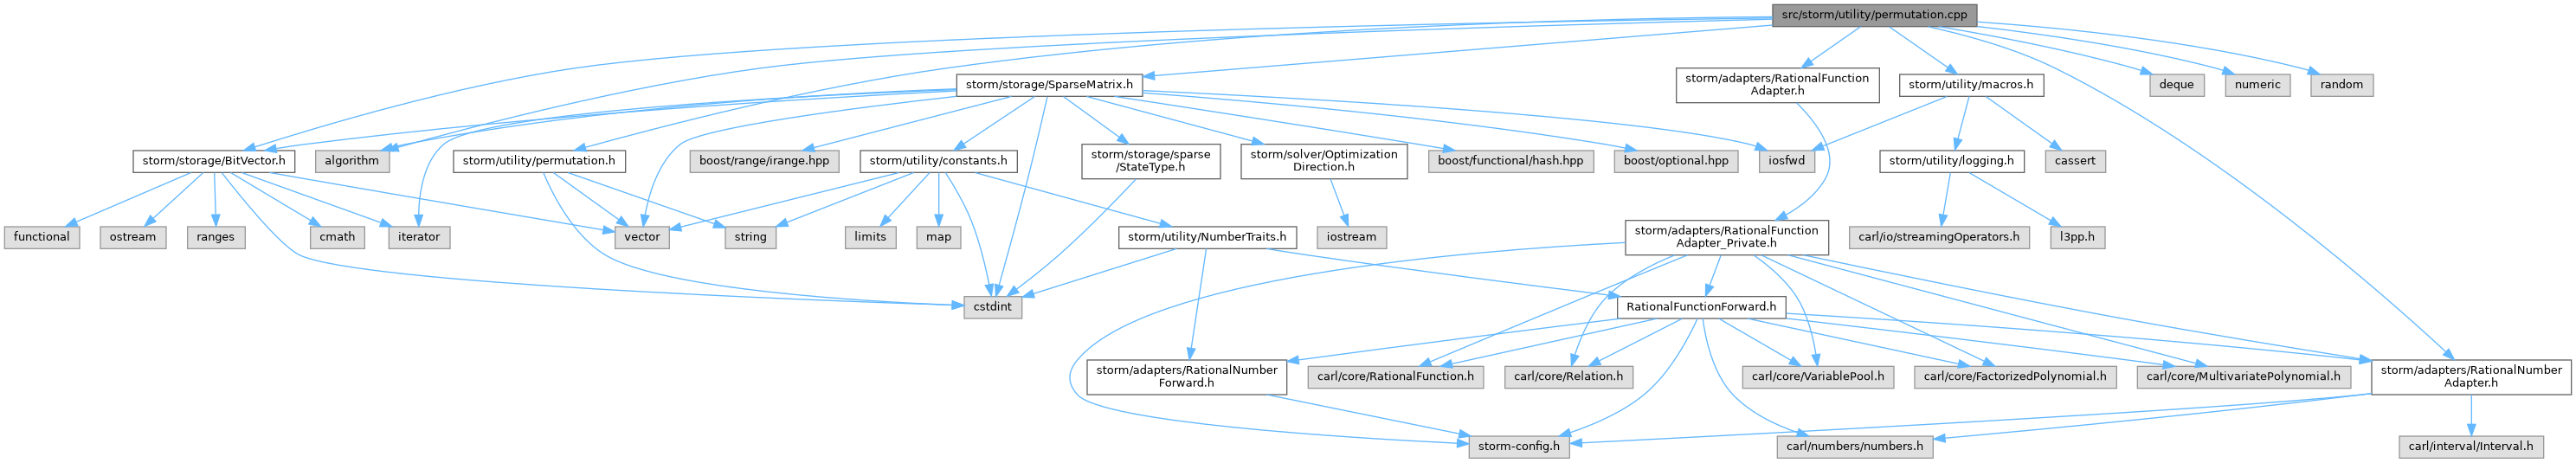 src/storm/utility/permutation.cpp
storm/storage/SparseMatrix.h
storm/adapters/RationalFunction
Adapter.h
storm/utility/macros.h
deque
numeric
random
storm/storage/BitVector.h
algorithm
storm/utility/permutation.h
boost/range/irange.hpp
storm/utility/constants.h
storm/storage/sparse
/StateType.h
storm/solver/Optimization
Direction.h
boost/functional/hash.hpp
boost/optional.hpp
iosfwd
storm/utility/logging.h
cassert
functional
ostream
ranges
cmath
iterator
vector
string
limits
map
storm/utility/NumberTraits.h
iostream
storm/adapters/RationalFunction
Adapter_Private.h
carl/io/streamingOperators.h
l3pp.h
cstdint
RationalFunctionForward.h
storm/adapters/RationalNumber
Forward.h
carl/core/RationalFunction.h
carl/core/Relation.h
carl/core/VariablePool.h
carl/core/FactorizedPolynomial.h
carl/core/MultivariatePolynomial.h
storm/adapters/RationalNumber
Adapter.h
storm-config.h
carl/numbers/numbers.h
carl/interval/Interval.h